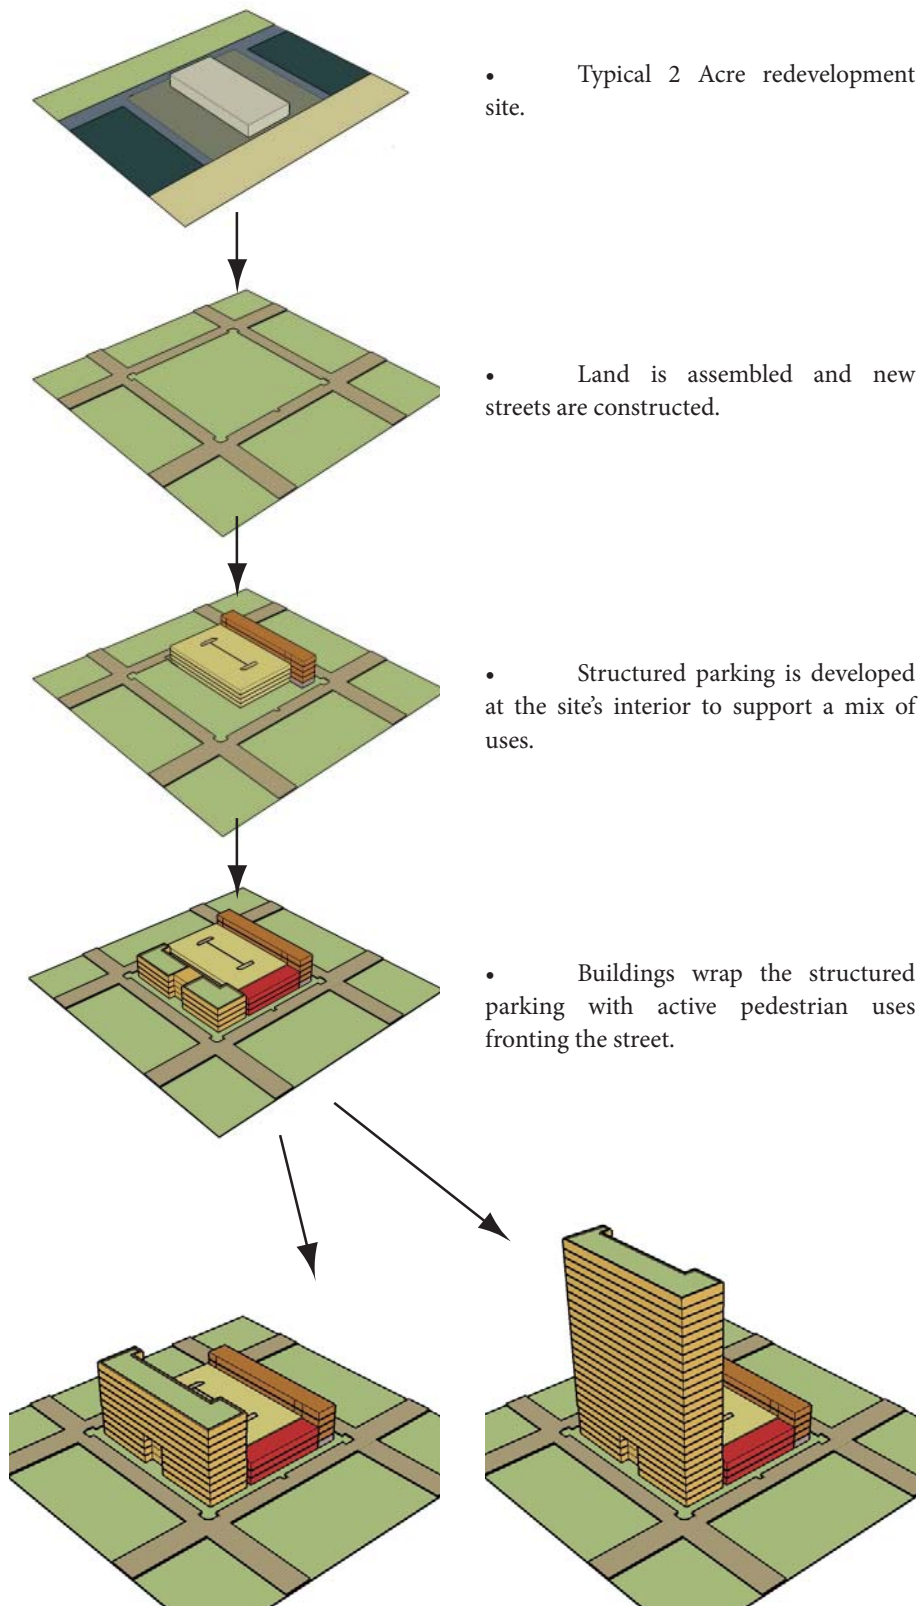 • Typical 2 Acre redevelopment
site.
• Land is assembled and new
streets are constructed.
• Structured parking is developed
at the site’s interior to support a mix of
uses.
• Buildings wrap the structured
parking with active pedestrian uses
fronting the street.